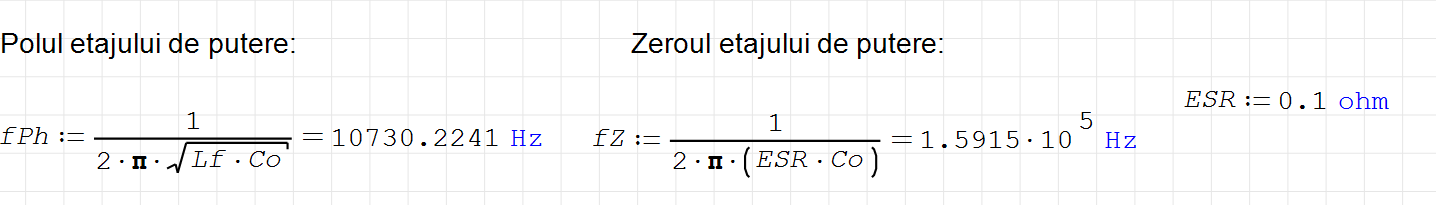 Polul etajului de putere:
Zeroul etajului de putere:
ESR := 0.1 ohm
fPh := 1 / (2·π·√(Lf·Co)) = 10730.2241 Hz
fZ := 1 / (2·π·(ESR·Co)) = 1.5915·10^5 Hz